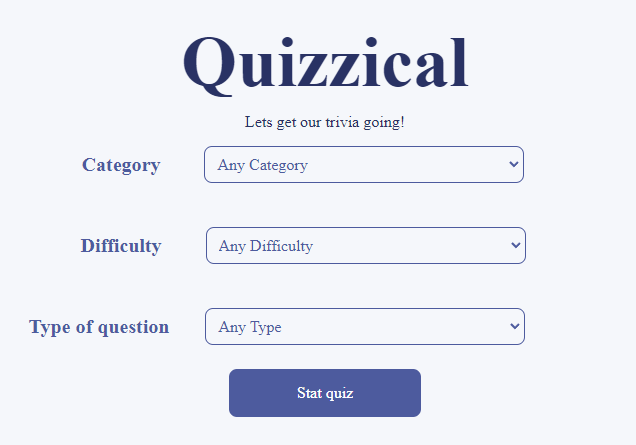 Quizzical
Lets get our trivia going!
Category
Any Category
Difficulty
Any Difficulty
Type of question
Any Type
Stat quiz